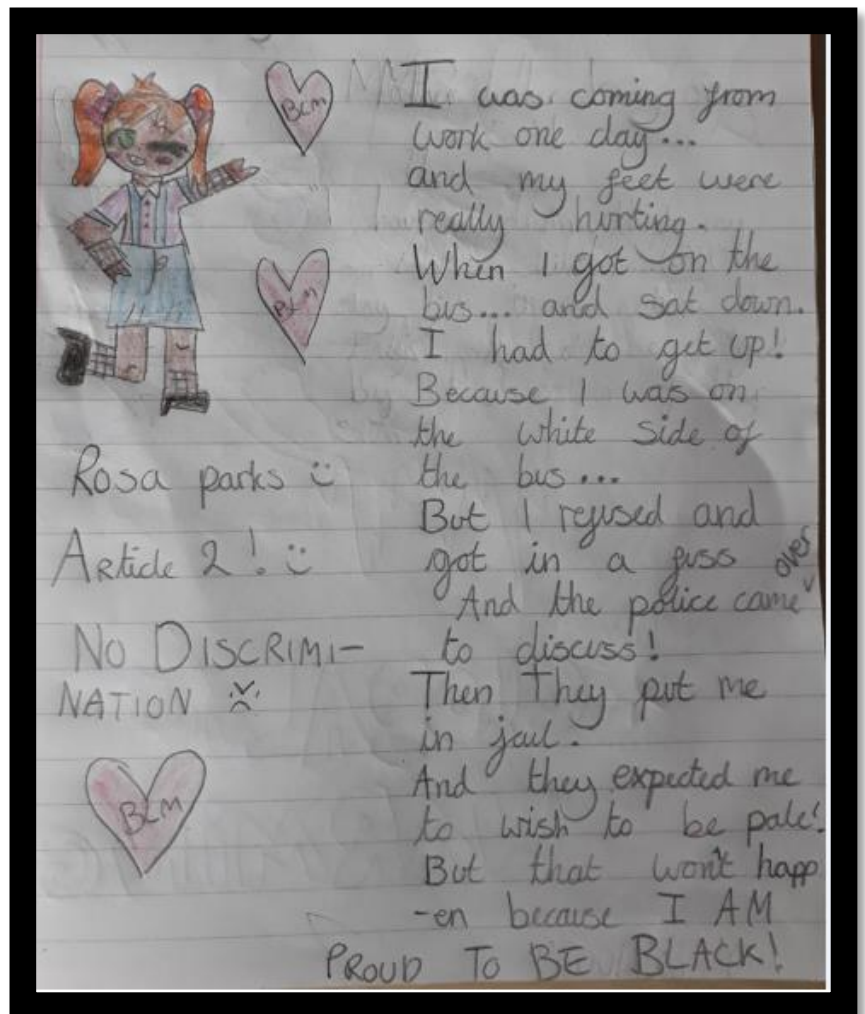 BLM
I was coming from
work one day...
and my feet were
really hurting.
When I got on the
bus... and sat down.
BLM
I had to get up!
Because I was on
the white side of
the bus...
But I refused and
got in a fuss
And the police came over
to discuss!
Then They put me
in jail.
And they expected me
to wish to be pale!
But that won't happ
-en because I AM
PROUD TO BE BLACK!
Rosa parks :)
Article 2! :)
NO DISCRIMI-
NATION :(
BLM